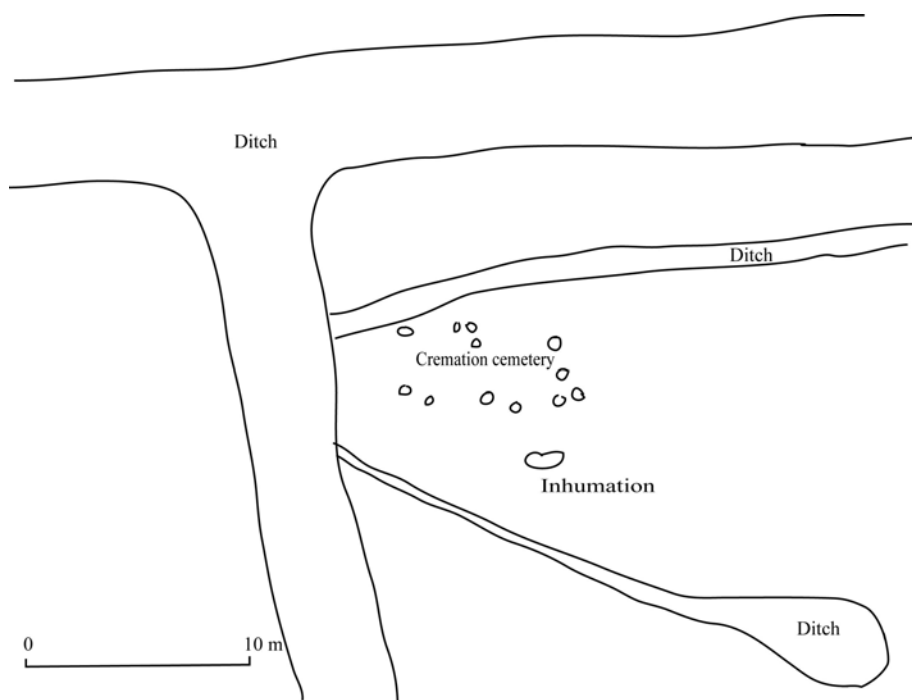 Ditch
Ditch
Cremation cemetery
Inhumation
Ditch
0 10 m